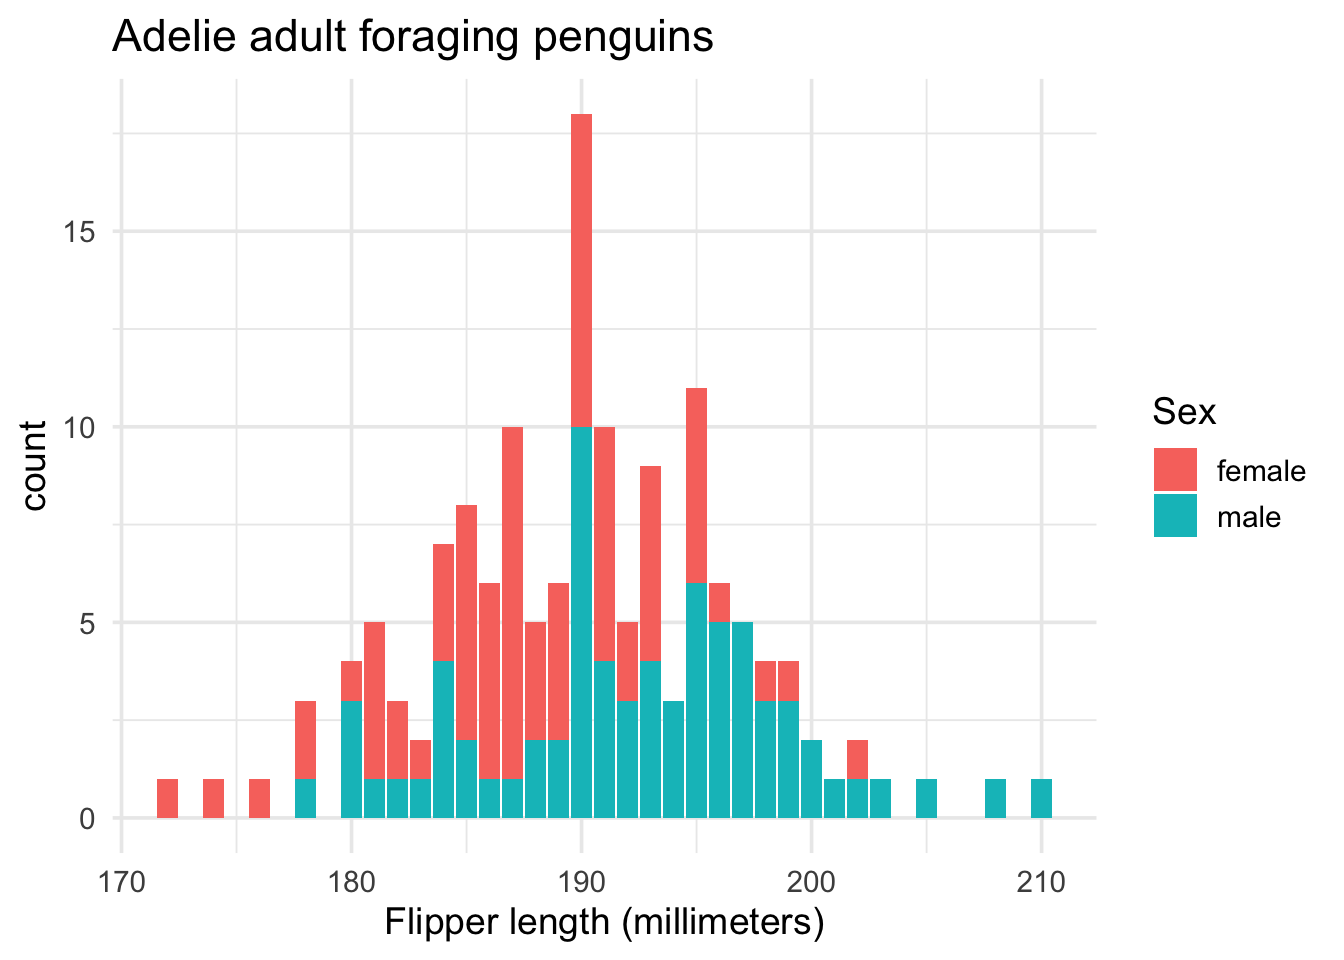 Adelie adult foraging penguins
count
15
10
5
0
170 180 190 200 210
Flipper length (millimeters)
Sex
female
male